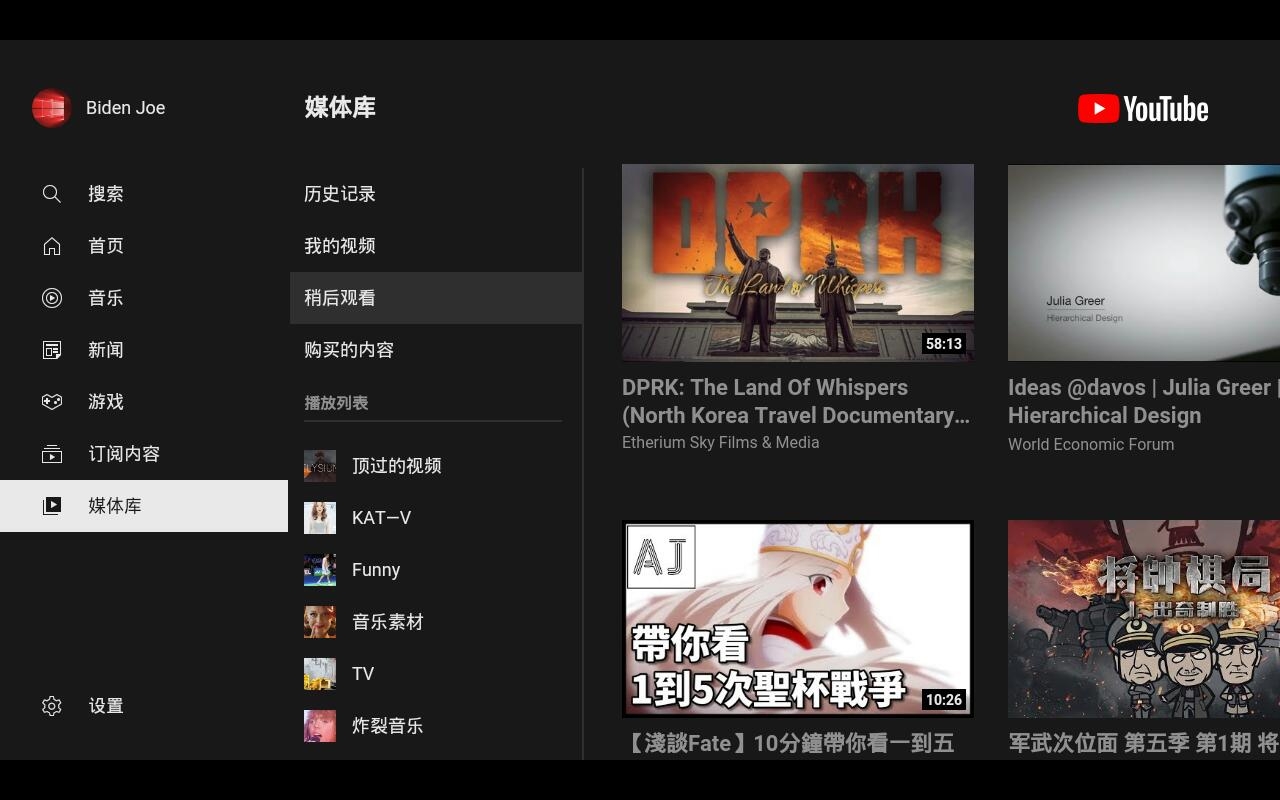 Biden Joe
媒体库
YouTube
搜索
首页
音乐
新闻
游戏
订阅内容
媒体库
设置
历史记录
我的视频
稍后观看
购买的内容
播放列表
顶过的视频
KAT—V
Funny
音乐素材
TV
炸裂音乐
DPRK
The Land of Whispers
58:13
DPRK: The Land Of Whispers
(North Korea Travel Documentary…
Etherium Sky Films & Media
Julia Greer
Hierarchical Design
Ideas @davos | Julia Greer |
Hierarchical Design
World Economic Forum
AJ
帶你看
1到5次聖杯戰爭
10:26
【淺談Fate】10分鐘帶你看一到五
将帥棋局
出奇制胜
军武次位面 第五季 第1期 将